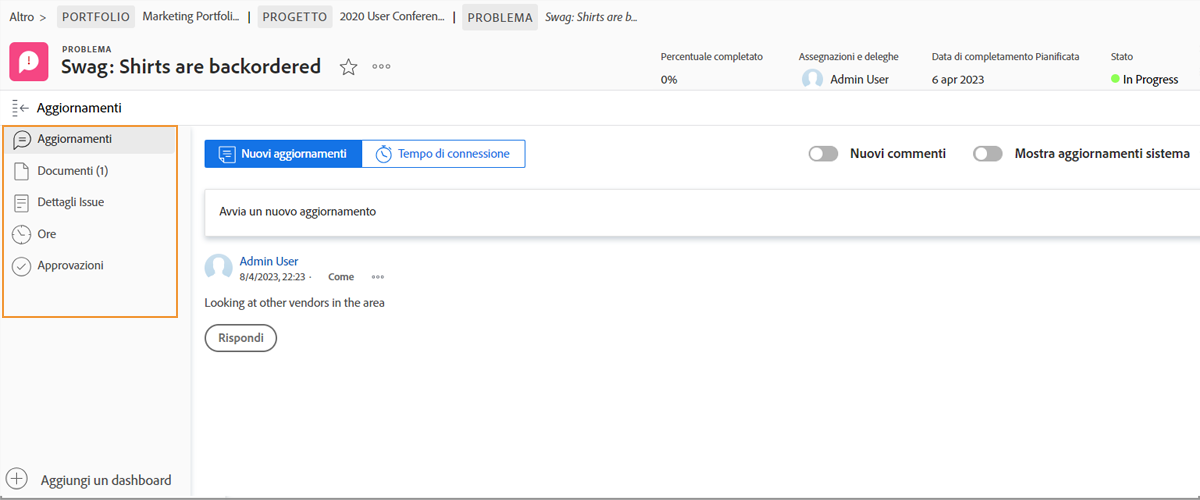 Altro > PORTFOLIO Marketing Portfoli... | PROGETTO 2020 User Conferen... | PROBLEMA Swag: Shirts are b...
PROBLEMA
Swag: Shirts are backordered
Percentuale completato
0%
Assegnazioni e deleghe
Admin User
Data di completamento Pianificata
6 apr 2023
Stato
In Progress
Aggiornamenti
Aggiornamenti
Documenti (1)
Dettagli Issue
Ore
Approvazioni
Aggiungi un dashboard
Nuovi aggiornamenti
Tempo di connessione
Nuovi commenti
Mostra aggiornamenti sistema
Avvia un nuovo aggiornamento
Admin User
8/4/2023, 22:23 · Come
Looking at other vendors in the area
Rispondi